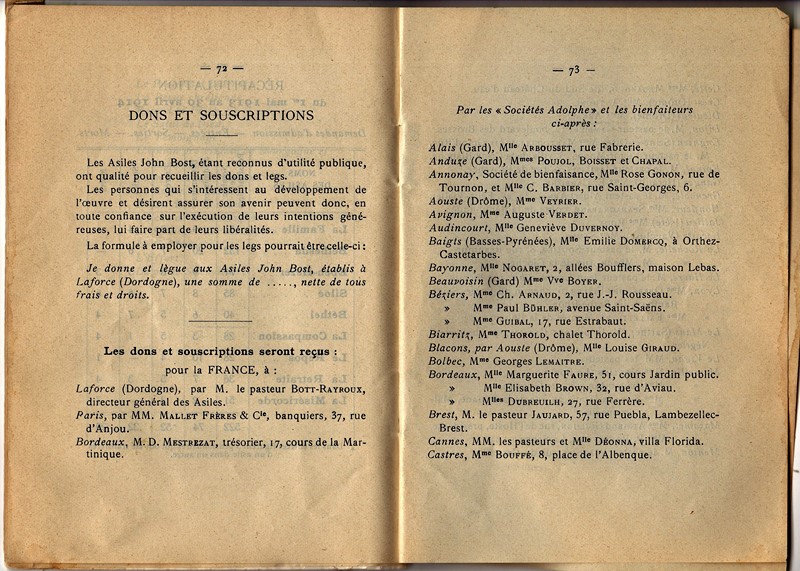 — 72 —
DONS ET SOUSCRIPTIONS
Les Asiles John Bost, étant reconnus d'utilité publique,
ont qualité pour recueillir les dons et legs.
Les personnes qui s'intéressent au développement de
l'œuvre et désirent assurer son avenir peuvent donc, en
toute confiance sur l'exécution de leurs intentions géné-
reuses, lui faire part de leurs libéralités.
La formule à employer pour les legs pourrait être celle-ci :
Je donne et lègue aux Asiles John Bost, établis à
Laforce (Dordogne), une somme de ....., nette de tous
frais et droits.
Les dons et souscriptions seront reçus :
pour la FRANCE, à :
Laforce (Dordogne), par M. le pasteur BOTT-RAYROUX,
directeur général des Asiles.
Paris, par MM. MALLET FRÈRES & Cie, banquiers, 37, rue
d'Anjou.
Bordeaux, M. D. MESTREZAT, trésorier, 17, cours de la Mar-
tinique.
— 73 —
Par les « Sociétés Adolphe » et les bienfaiteurs
ci-après :
Alais (Gard), Mlle ARBOUSSET, rue Fabrerie.
Anduze (Gard), Mmes POUJOL, BOISSET et CHAPAL.
Annonay, Société de bienfaisance, Mlle Rose GONON, rue de
Tournon, et Mlle C. BARBIER, rue Saint-Georges, 6.
Aouste (Drôme), Mme VEYRIER.
Avignon, Mme Auguste VERDET.
Audincourt, Mlle Geneviève DUVERNOY.
Baigts (Basses-Pyrénées), Mlle Emilie DOMERCQ, à Orthez-
Castetarbes.
Bayonne, Mlle NOGARET, 2, allées Boufflers, maison Lebas.
Beauvoisin (Gard) Mme Vve BOYER.
Béziers, Mme Ch. ARNAUD, 2, rue J.-J. Rousseau.
» Mme Paul BÜHLER, avenue Saint-Saëns.
» Mme GUIBAL, 17, rue Estrabaut.
Biarritz, Mme THOROLD, chalet Thorold.
Blacons, par Aouste (Drôme), Mlle Louise GIRAUD.
Bolbec, Mme Georges LEMAITRE.
Bordeaux, Mlle Marguerite FAURE, 51, cours Jardin public.
» Mlle Elisabeth BROWN, 32, rue d'Aviau.
» Mlles DUBREUILH, 27, rue Ferrère.
Brest, M. le pasteur JAUJARD, 57, rue Puebla, Lambezellec-
Brest.
Cannes, MM. les pasteurs et Mlle DÉONNA, villa Florida.
Castres, Mme BOUFFÉ, 8, place de l'Albenque.